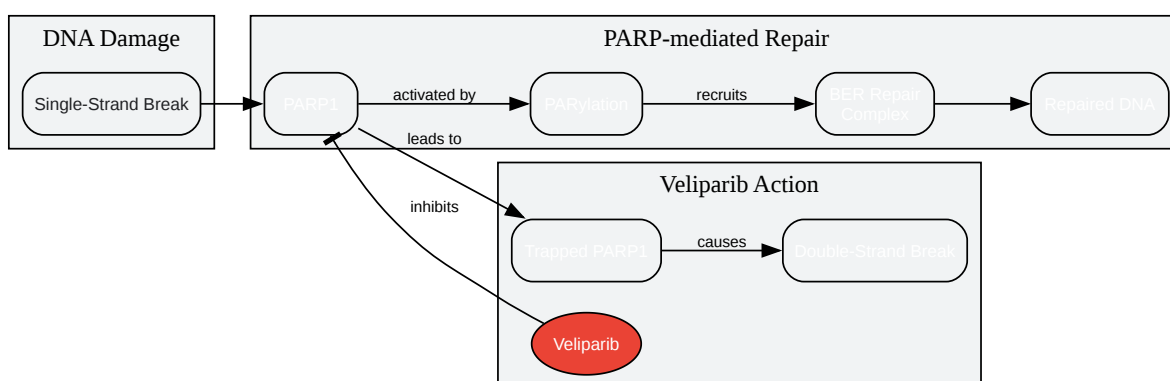 DNA Damage
PARP-mediated Repair
Single-Strand Break
PARP1
activated by
PARylation
recruits
BER Repair
Complex
Repaired DNA
leads to
Veliparib Action
inhibits
Trapped PARP1
causes
Double-Strand Break
Veliparib